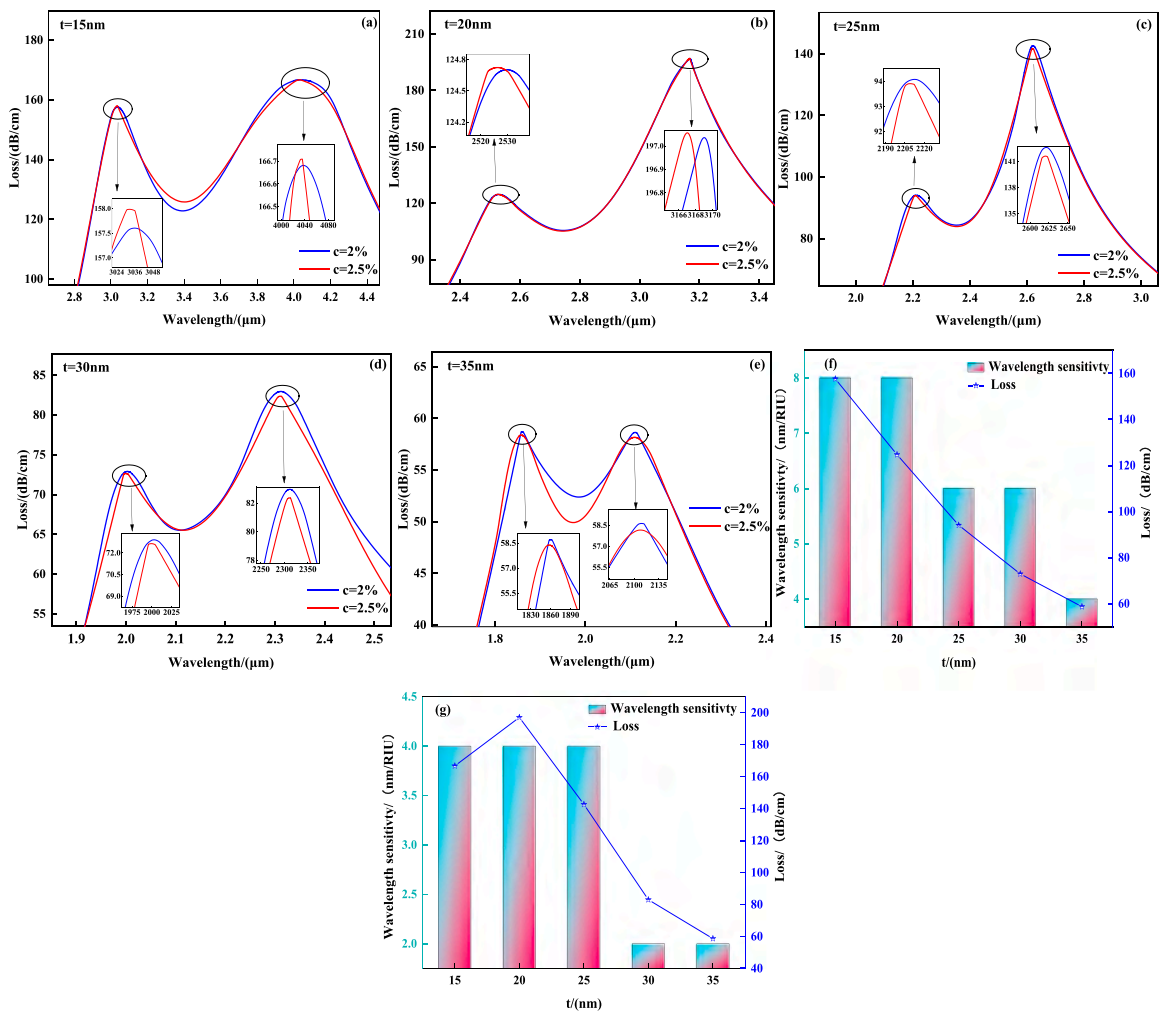 t=15nm
(a)
Loss/(dB/cm)
180
160
140
120
100
158.0
157.5
157.0
3024 3036 3048
166.7
166.6
166.5
4000 4040 4080
c=2%
c=2.5%
2.8 3.0 3.2 3.4 3.6 3.8 4.0 4.2 4.4
Wavelength/(μm)
t=20nm
(b)
Loss/(dB/cm)
210
180
150
120
90
124.8
124.5
124.2
2520 2530
197.0
196.9
196.8
31663 3168 3170
c=2%
c=2.5%
2.4 2.6 2.8 3.0 3.2 3.4
Wavelength/(μm)
t=25nm
(c)
Loss/(dB/cm)
140
120
100
80
94
93
92
2190 2205 2220
141
138
135
2600 2625 2650
c=2%
c=2.5%
2.0 2.2 2.4 2.6 2.8 3.0
Wavelength/(μm)
t=30nm
(d)
Loss/(dB/cm)
85
80
75
70
65
60
55
72.0
70.5
69.0
1975 2000 2025
82
80
78
2250 2300 2350
c=2%
c=2.5%
1.9 2.0 2.1 2.2 2.3 2.4 2.5
Wavelength/(μm)
t=35nm
(e)
Loss/(dB/cm)
65
60
55
50
45
40
58.5
57.0
55.5
1830 1860 1890
58.5
57.0
55.5
2065 2100 2135
c=2%
c=2.5%
1.8 2.0 2.2 2.4
Wavelength/(μm)
(f)
Wavelength sensitivty
Loss
Wavelength sensitivty/（nm/RIU）
8
7
6
5
4
15 20 25 30 35
t/(nm)
160
140
120
100
80
60
Loss/（dB/cm）
(g)
Wavelength sensitivty
Loss
Wavelength sensitivty/（nm/RIU）
4.5
4.0
3.5
3.0
2.5
2.0
15 20 25 30 35
t/(nm)
200
180
160
140
120
100
80
60
40
Loss/（dB/cm）